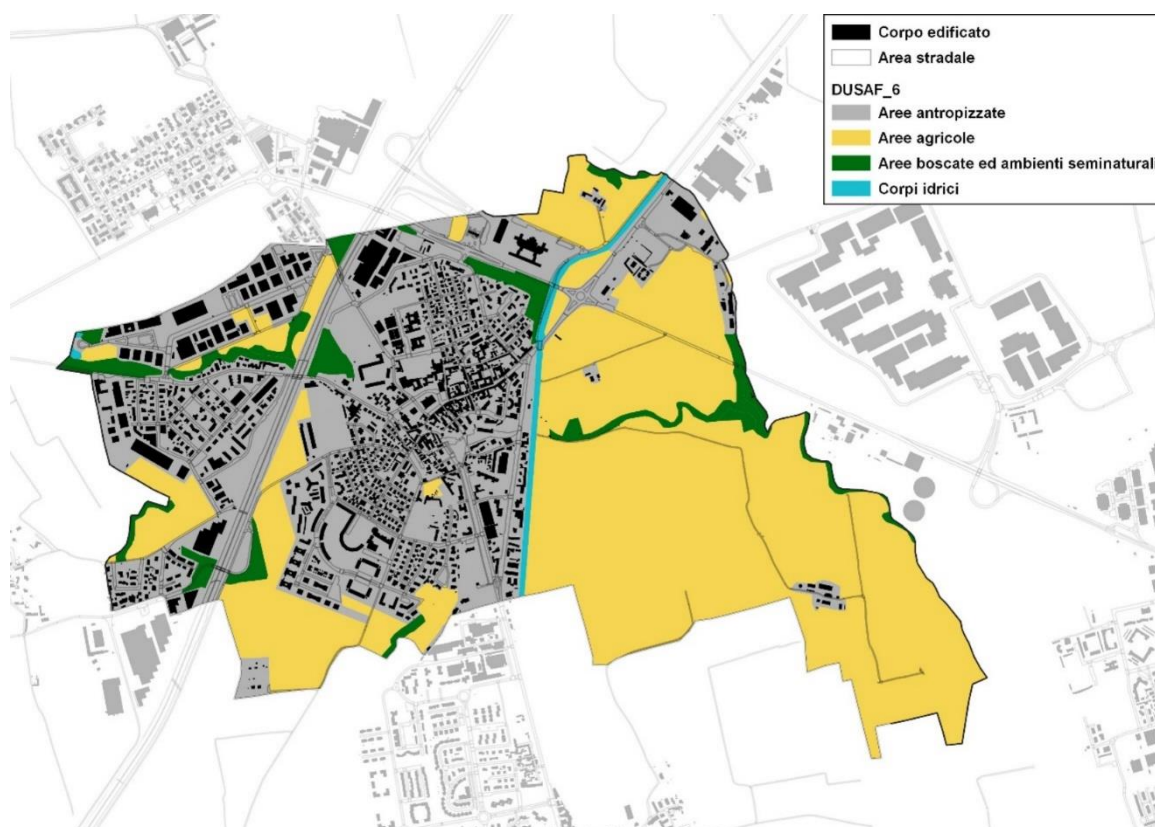 Corpo edificato
Area stradale
DUSAF_6
Aree antropizzate
Aree agricole
Aree boscate ed ambienti seminaturali
Corpi idrici